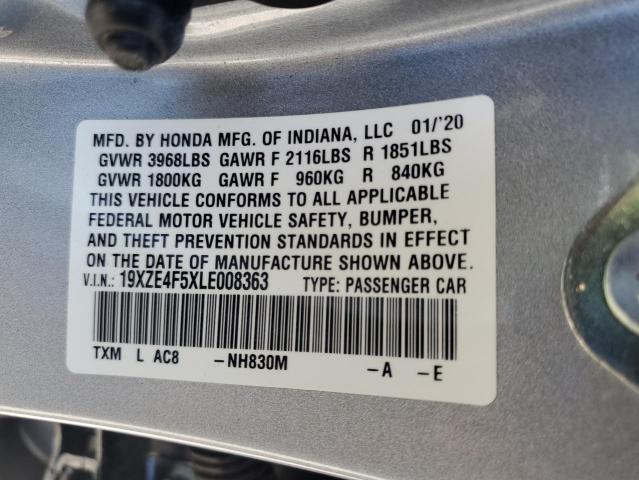 MFD. BY HONDA MFG. OF INDIANA, LLC 01/'20
GVWR 3968LBS GAWR F 2116LBS R 1851LBS
GVWR 1800KG GAWR F 960KG R 840KG
THIS VEHICLE CONFORMS TO ALL APPLICABLE
FEDERAL MOTOR VEHICLE SAFETY, BUMPER,
AND THEFT PREVENTION STANDARDS IN EFFECT
ON THE DATE OF MANUFACTURE SHOWN ABOVE.
V.I.N.: 19XZE4F5XLE008363 TYPE: PASSENGER CAR
TXM L AC8 -NH830M -A -E